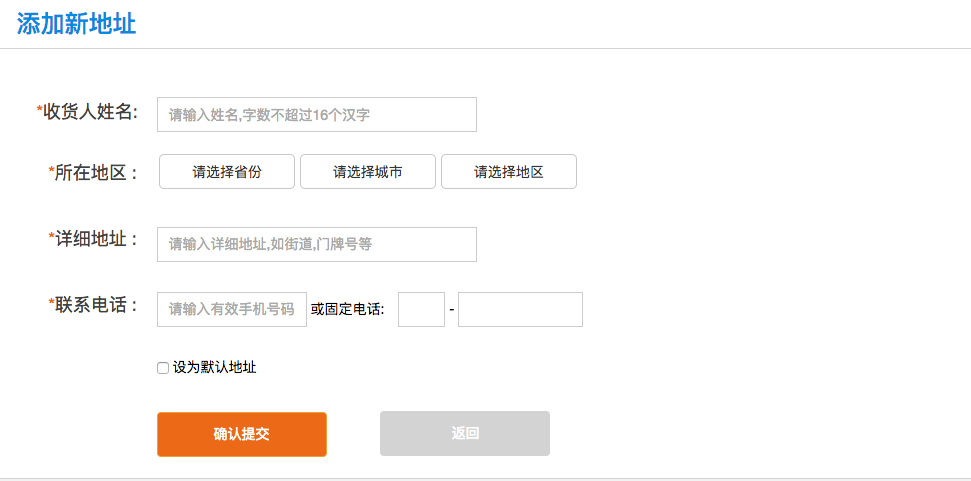 添加新地址
*收货人姓名: 请输入姓名,字数不超过16个汉字
*所在地区 : 请选择省份 请选择城市 请选择地区
*详细地址 : 请输入详细地址,如街道,门牌号等
*联系电话 : 请输入有效手机号码 或固定电话: -
设为默认地址
确认提交 返回